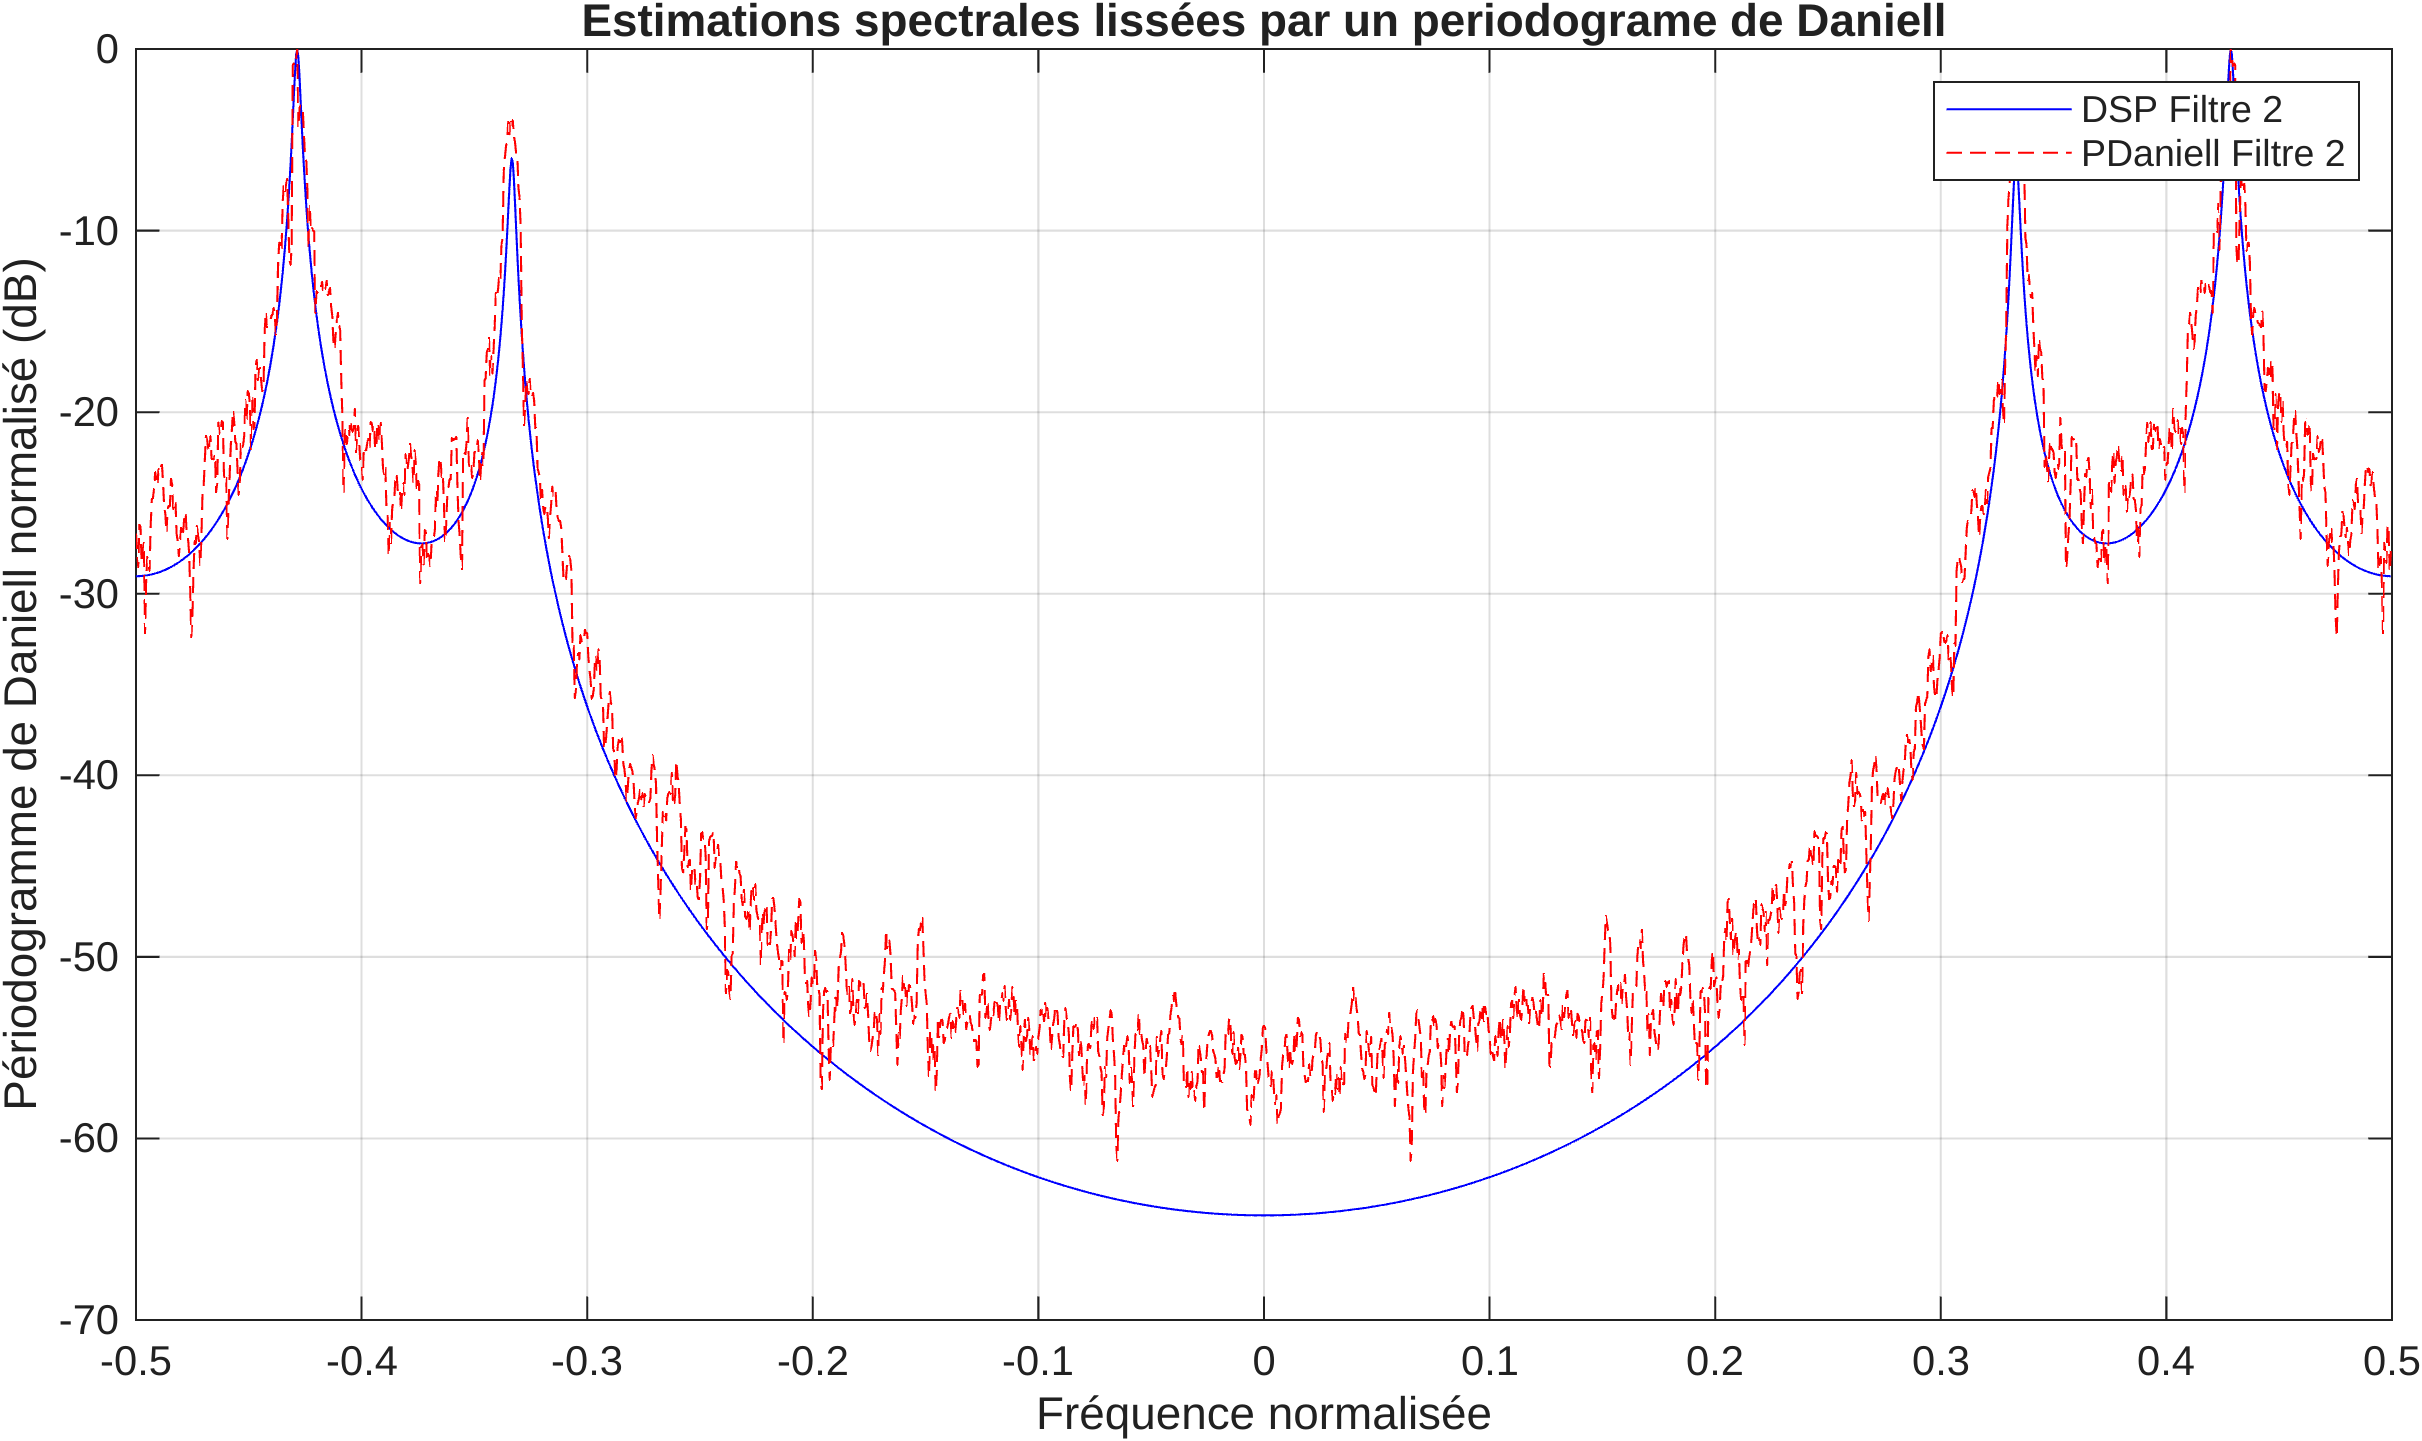 Estimations spectrales lissées par un periodograme de Daniell
Périodogramme de Daniell normalisé (dB)
0
-10
-20
-30
-40
-50
-60
-70
DSP Filtre 2
PDaniell Filtre 2
-0.5 -0.4 -0.3 -0.2 -0.1 0 0.1 0.2 0.3 0.4 0.5
Fréquence normalisée